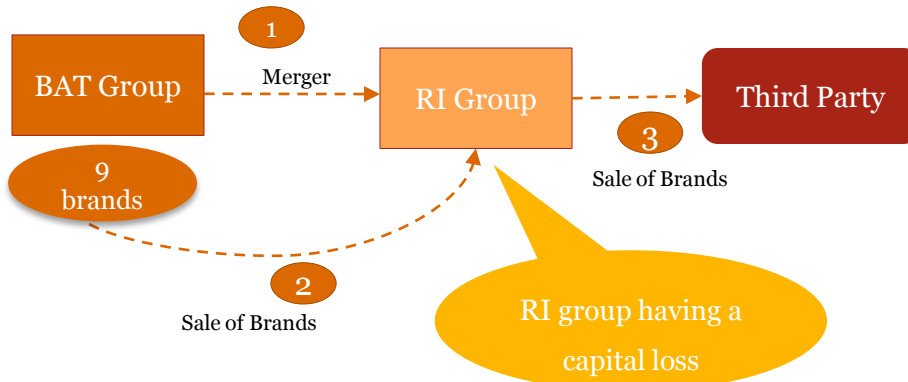 1
BAT Group
Merger
RI Group
Third Party
9
brands
3
Sale of Brands
2
Sale of Brands
RI group having a
capital loss